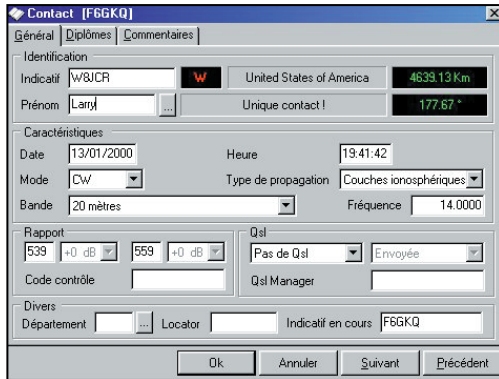 Contact [F6GKQ]
Général Diplômes Commentaires
Identification
Indicatif W8JCR W United States of America 4639.13 Km
Prénom Larry ... Unique contact ! 177.67 °
Caractéristiques
Date 13/01/2000 Heure 19:41:42
Mode CW Type de propagation Couches ionosphériques
Bande 20 mètres Fréquence 14.0000
Rapport Qsl
539 +0 dB 559 +0 dB Pas de Qsl Envoyée
Code contrôle Qsl Manager
Divers
Département ... Locator Indicatif en cours F6GKQ
Ok Annuler Suivant Précédent